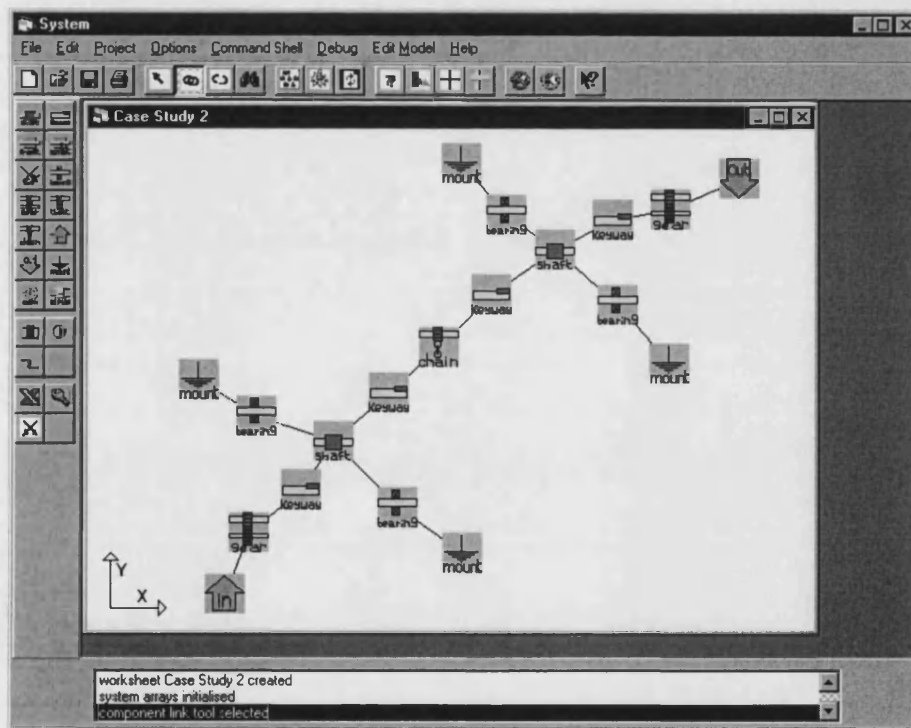 System
File Edit Project Options Command Shell Debug Edit Model Help
Case Study 2
mount
Out
bearing
Keyway
gear
shaft
Keyway
bearing
chain
mount
mount
Keyway
bearing
shaft
Keyway
bearing
gear
mount
In
Y
X
worksheet Case Study 2 created
system arrays initialised
component link tool selected